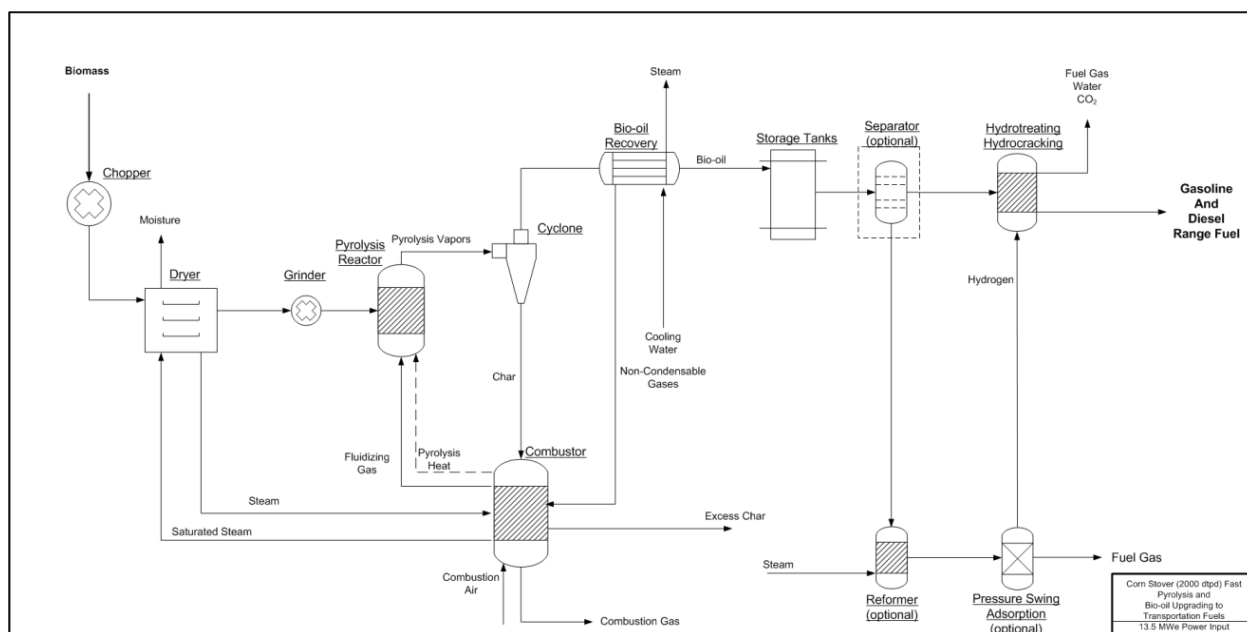 Biomass
Chopper
Moisture
Dryer
Grinder
Pyrolysis
Reactor
Pyrolysis Vapors
Cyclone
Bio-oil
Recovery
Steam
Bio-oil
Storage Tanks
Separator
(optional)
Hydrotreating
Hydrocracking
Fuel Gas
Water
CO₂
Gasoline
And
Diesel
Range Fuel
Hydrogen
Cooling
Water
Non-Condensable
Gases
Char
Fluidizing
Gas
Pyrolysis
Heat
Combustor
Steam
Saturated Steam
Excess Char
Combustion
Air
Combustion Gas
Steam
Reformer
(optional)
Pressure Swing
Adsorption
(optional)
Fuel Gas
Corn Stover (2000 dtpd) Fast
Pyrolysis and
Bio-oil Upgrading to
Transportation Fuels
13.5 MWe Power Input